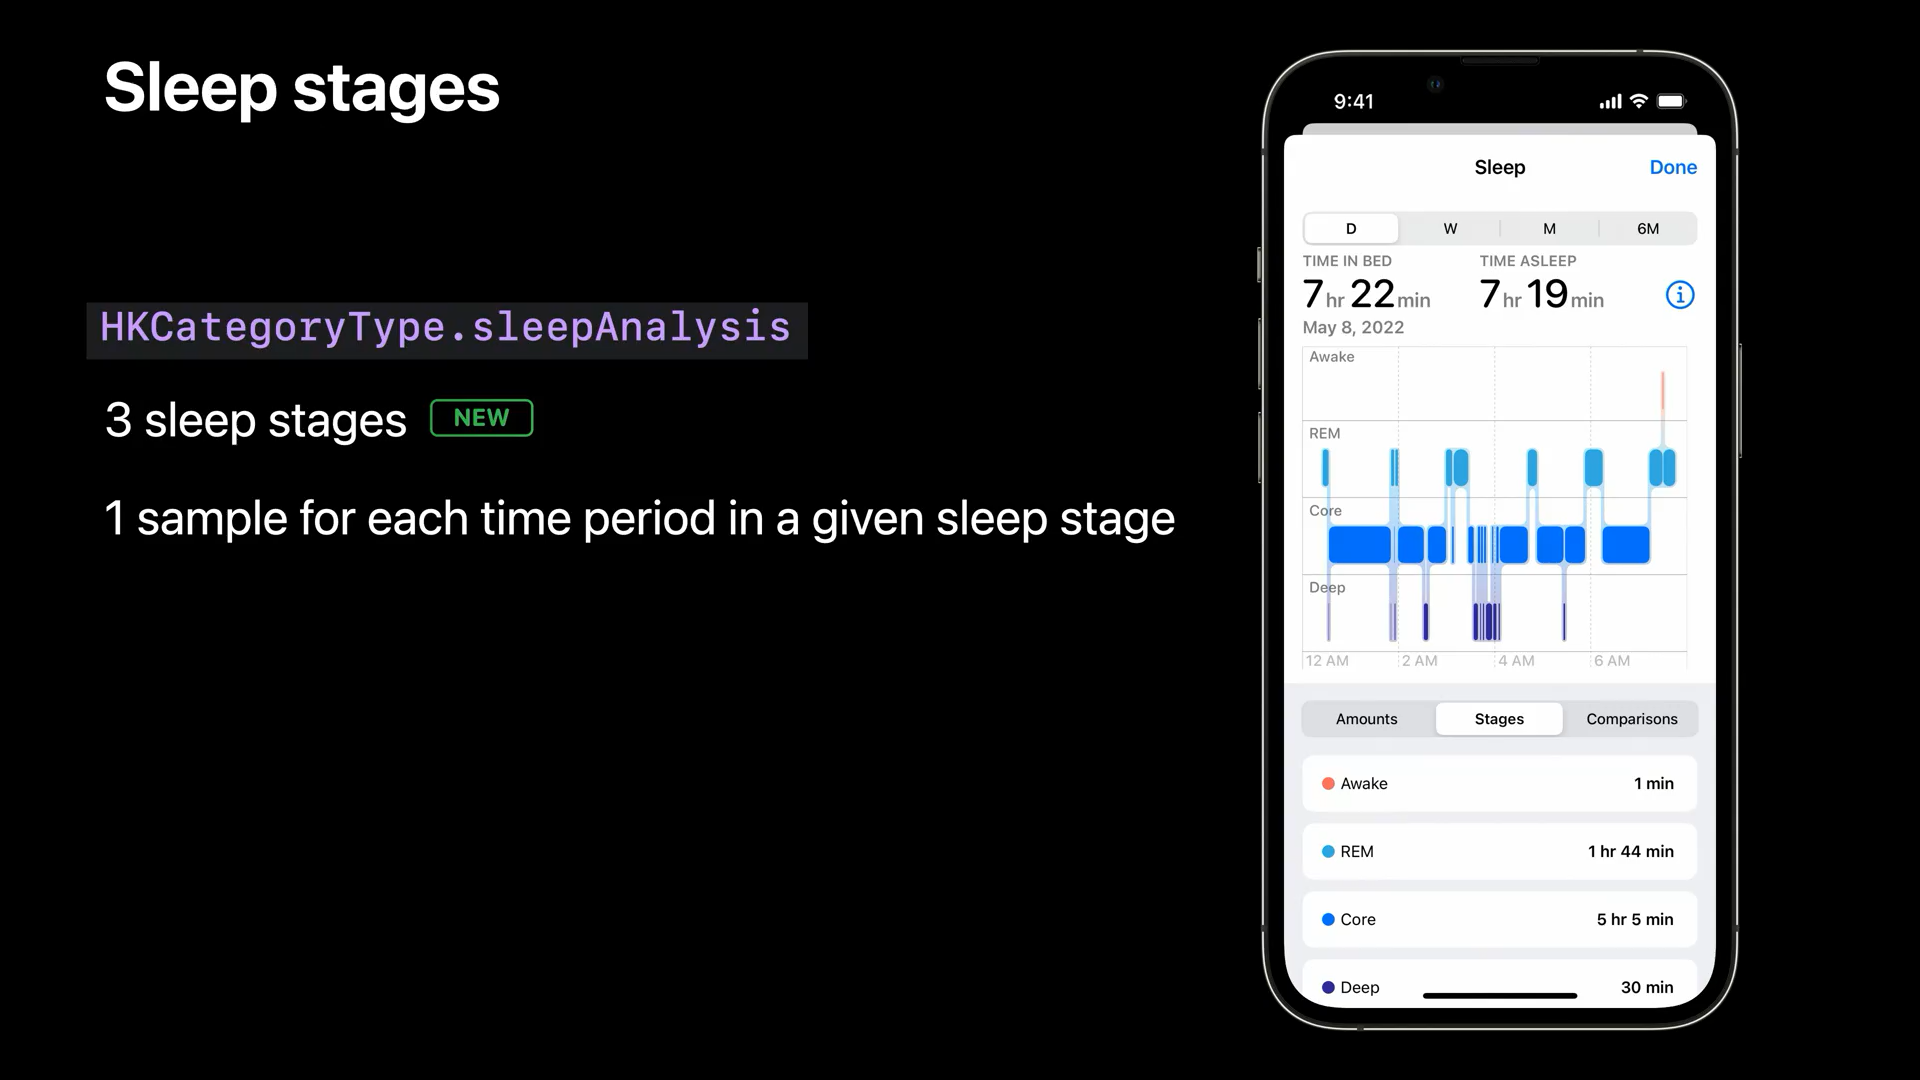 Sleep stages
HKCategoryType.sleepAnalysis
3 sleep stages NEW
1 sample for each time period in a given sleep stage
9:41
Sleep Done
D W M 6M
TIME IN BED TIME ASLEEP
7 hr 22 min 7 hr 19 min
May 8, 2022
Awake
REM
Core
Deep
12 AM 2 AM 4 AM 6 AM
Amounts Stages Comparisons
Awake 1 min
REM 1 hr 44 min
Core 5 hr 5 min
Deep 30 min